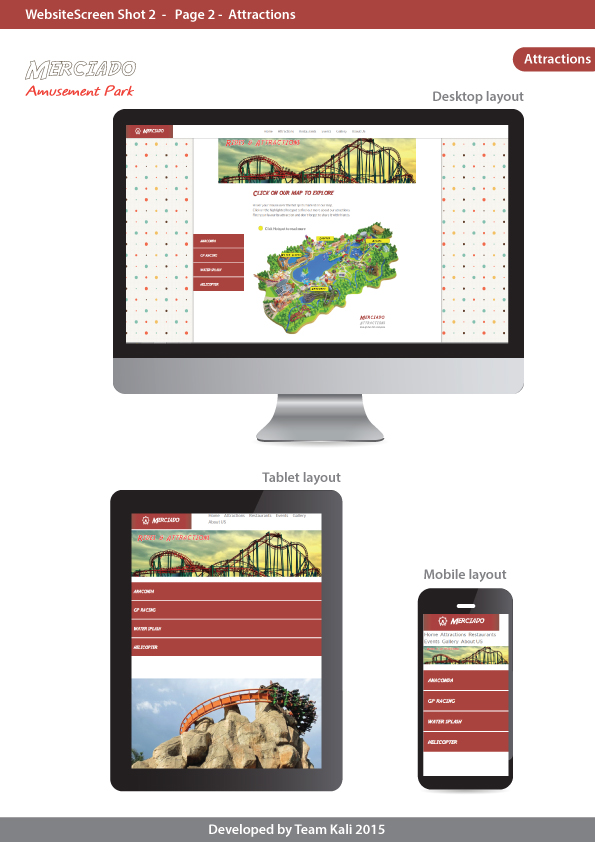 WebsiteScreen Shot 2 - Page 2 - Attractions
Attractions
MERCIADO
Amusement Park
Desktop layout
MERCIADO
Home Attractions Restaurants Events Gallery About Us
RIDES & ATTRACTIONS
CLICK ON OUR MAP TO EXPLORE
ANACONDA
GP RACING
WATER SPLASH
HELICOPTER
MERCIADO
ATTRACTIONS
Tablet layout
MERCIADO
Home Attractions Restaurants Events Gallery
About US
RIDES & ATTRACTIONS
ANACONDA
GP RACING
WATER SPLASH
HELICOPTER
Mobile layout
MERCIADO
Home Attractions Restaurants
Events Gallery About US
ANACONDA
GP RACING
WATER SPLASH
HELICOPTER
Developed by Team Kali 2015